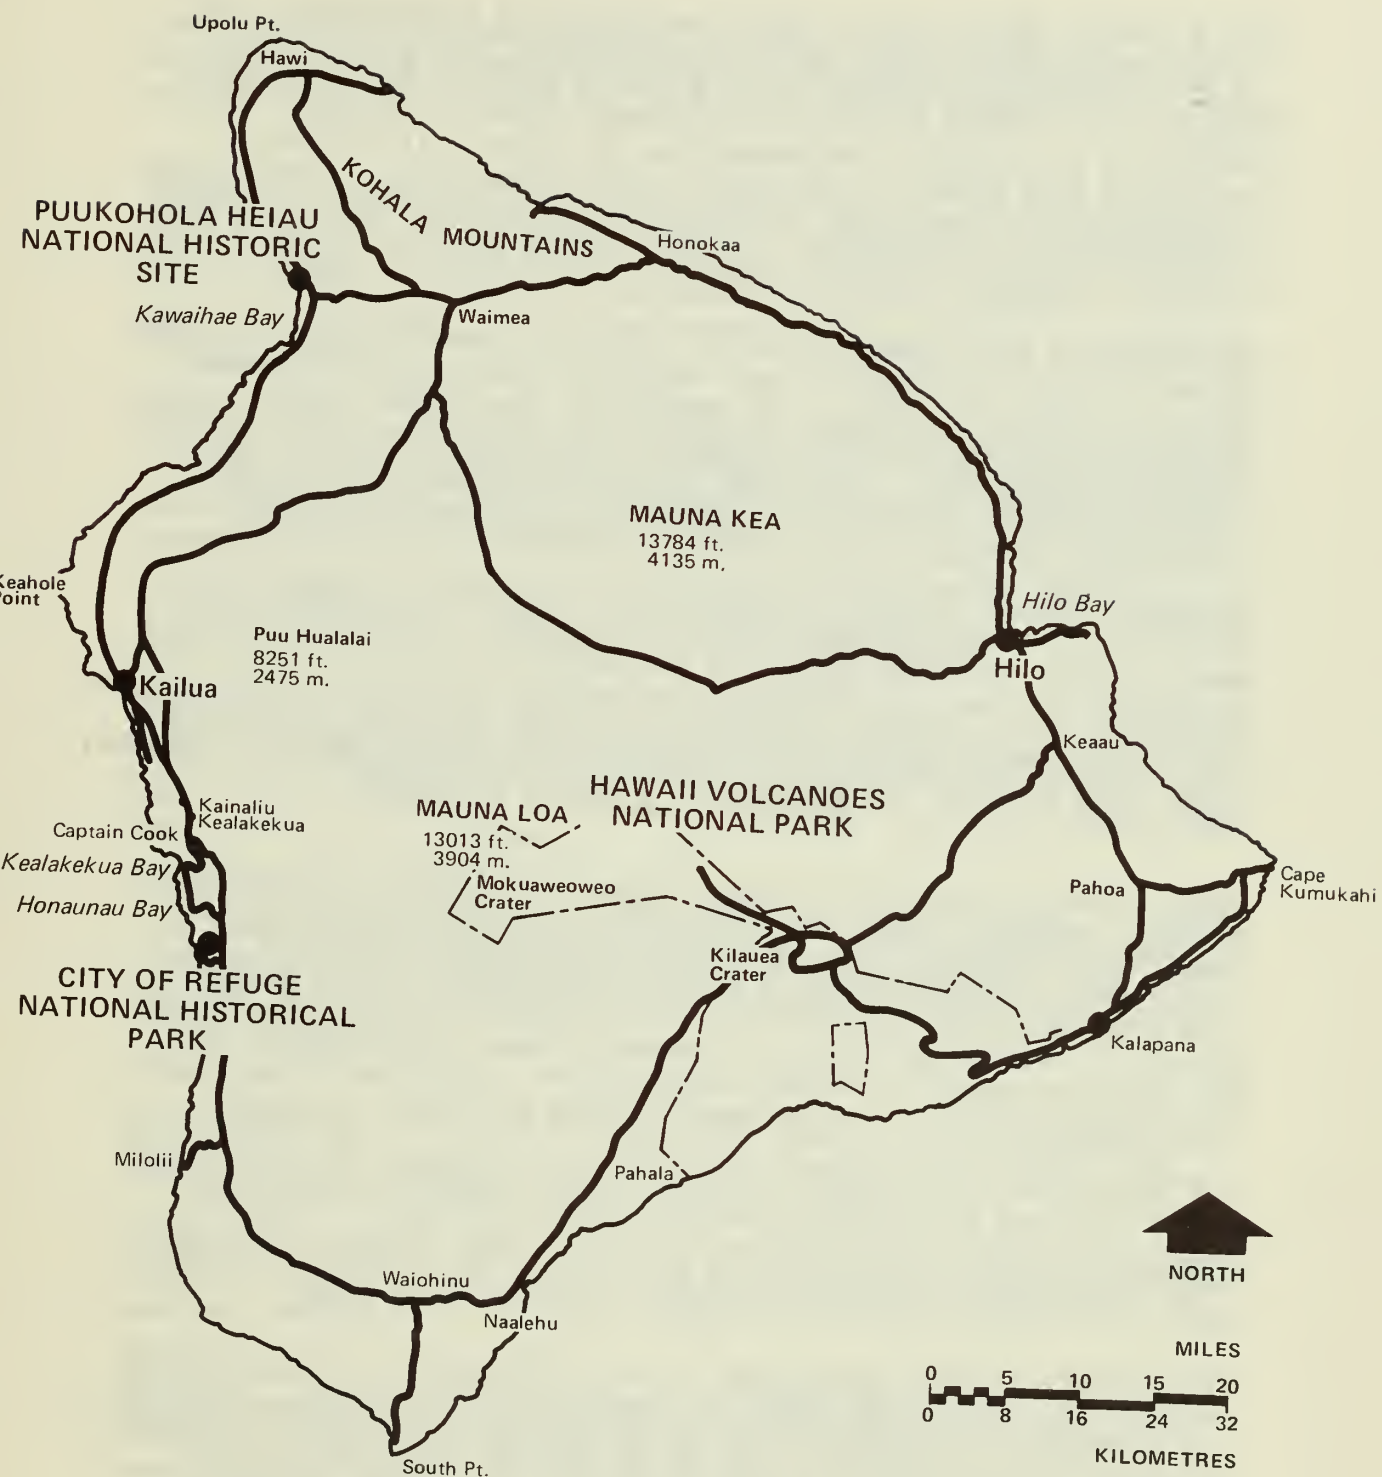 Upolu Pt.
Hawi
KOHALA MOUNTAINS
PUUKOHOLA HEIAU
NATIONAL HISTORIC
SITE
Honokaa
Kawaihae Bay
Waimea
MAUNA KEA
13784 ft.
4135 m.
Keahole
Point
Hilo Bay
Puu Hualalai
8251 ft.
2475 m.
Kailua
Hilo
Keaau
HAWAII VOLCANOES
NATIONAL PARK
MAUNA LOA
13013 ft.
3904 m.
Kainaliu
Kealakekua
Captain Cook
Kealakekua Bay
Mokuaweoweo
Crater
Pahoa
Cape
Kumukahi
Honaunau Bay
Kilauea
Crater
CITY OF REFUGE
NATIONAL HISTORICAL
PARK
Kalapana
Milolii
Pahala
Waiohinu
Naalehu
NORTH
MILES
0 5 10 15 20
0 8 16 24 32
KILOMETRES
South Pt.